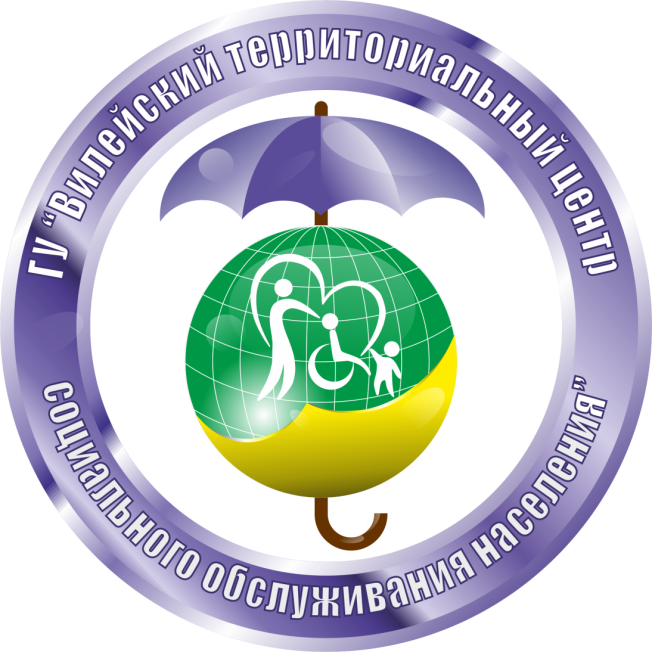 ГУ “Вилейский территориальный центр
социального обслуживания населения”